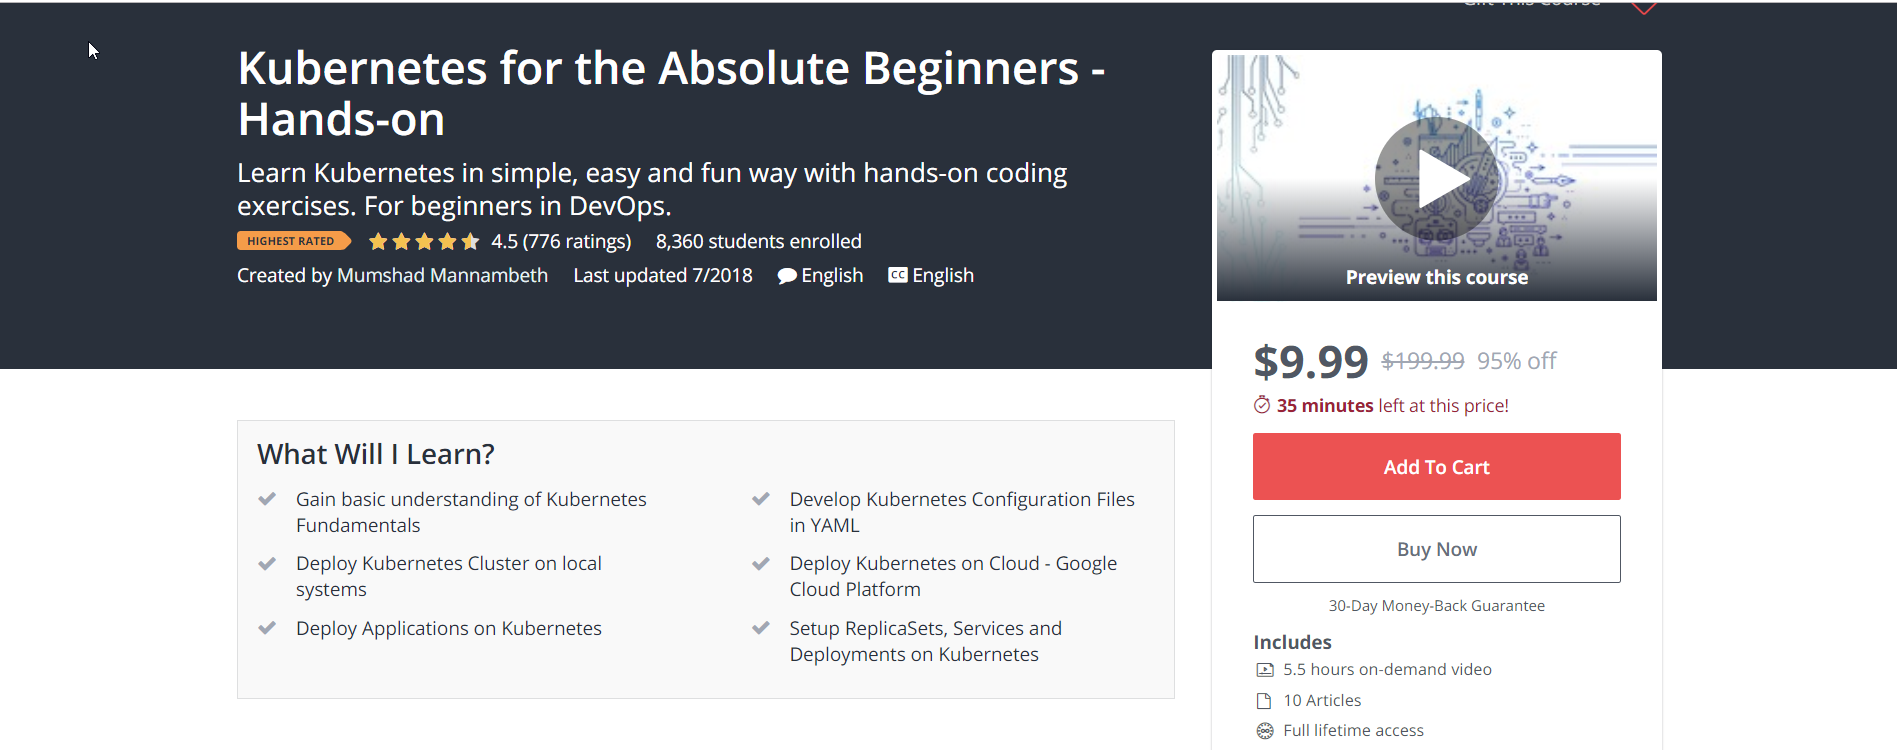 Gift This Course
Kubernetes for the Absolute Beginners -
Hands-on
Learn Kubernetes in simple, easy and fun way with hands-on coding
exercises. For beginners in DevOps.
HIGHEST RATED 4.5 (776 ratings) 8,360 students enrolled
Created by Mumshad Mannambeth Last updated 7/2018 English CC English
Preview this course
$9.99 $199.99 95% off
35 minutes left at this price!
Add To Cart
Buy Now
30-Day Money-Back Guarantee
Includes
5.5 hours on-demand video
10 Articles
Full lifetime access
What Will I Learn?
Gain basic understanding of Kubernetes
Fundamentals
Deploy Kubernetes Cluster on local
systems
Deploy Applications on Kubernetes
Develop Kubernetes Configuration Files
in YAML
Deploy Kubernetes on Cloud - Google
Cloud Platform
Setup ReplicaSets, Services and
Deployments on Kubernetes